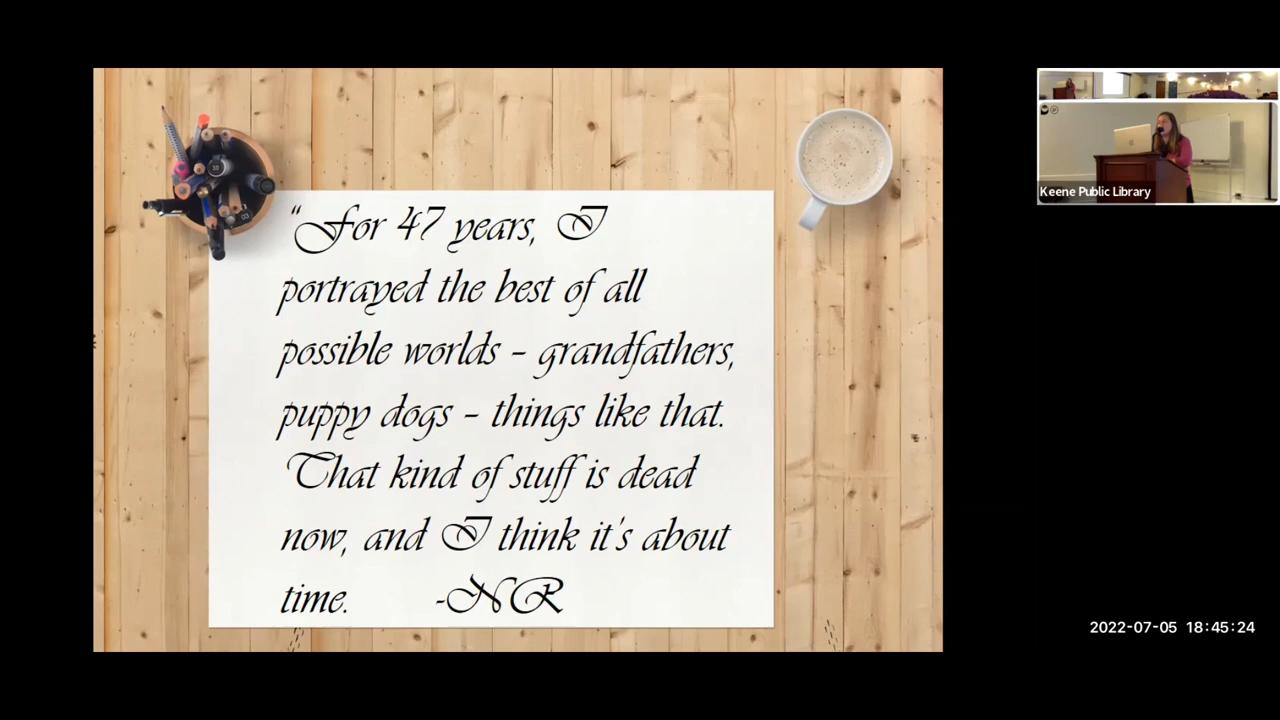 “For 47 years, I
portrayed the best of all
possible worlds – grandfathers,
puppy dogs – things like that.
That kind of stuff is dead
now, and I think it's about
time. -NR
Keene Public Library
2022-07-05 18:45:24